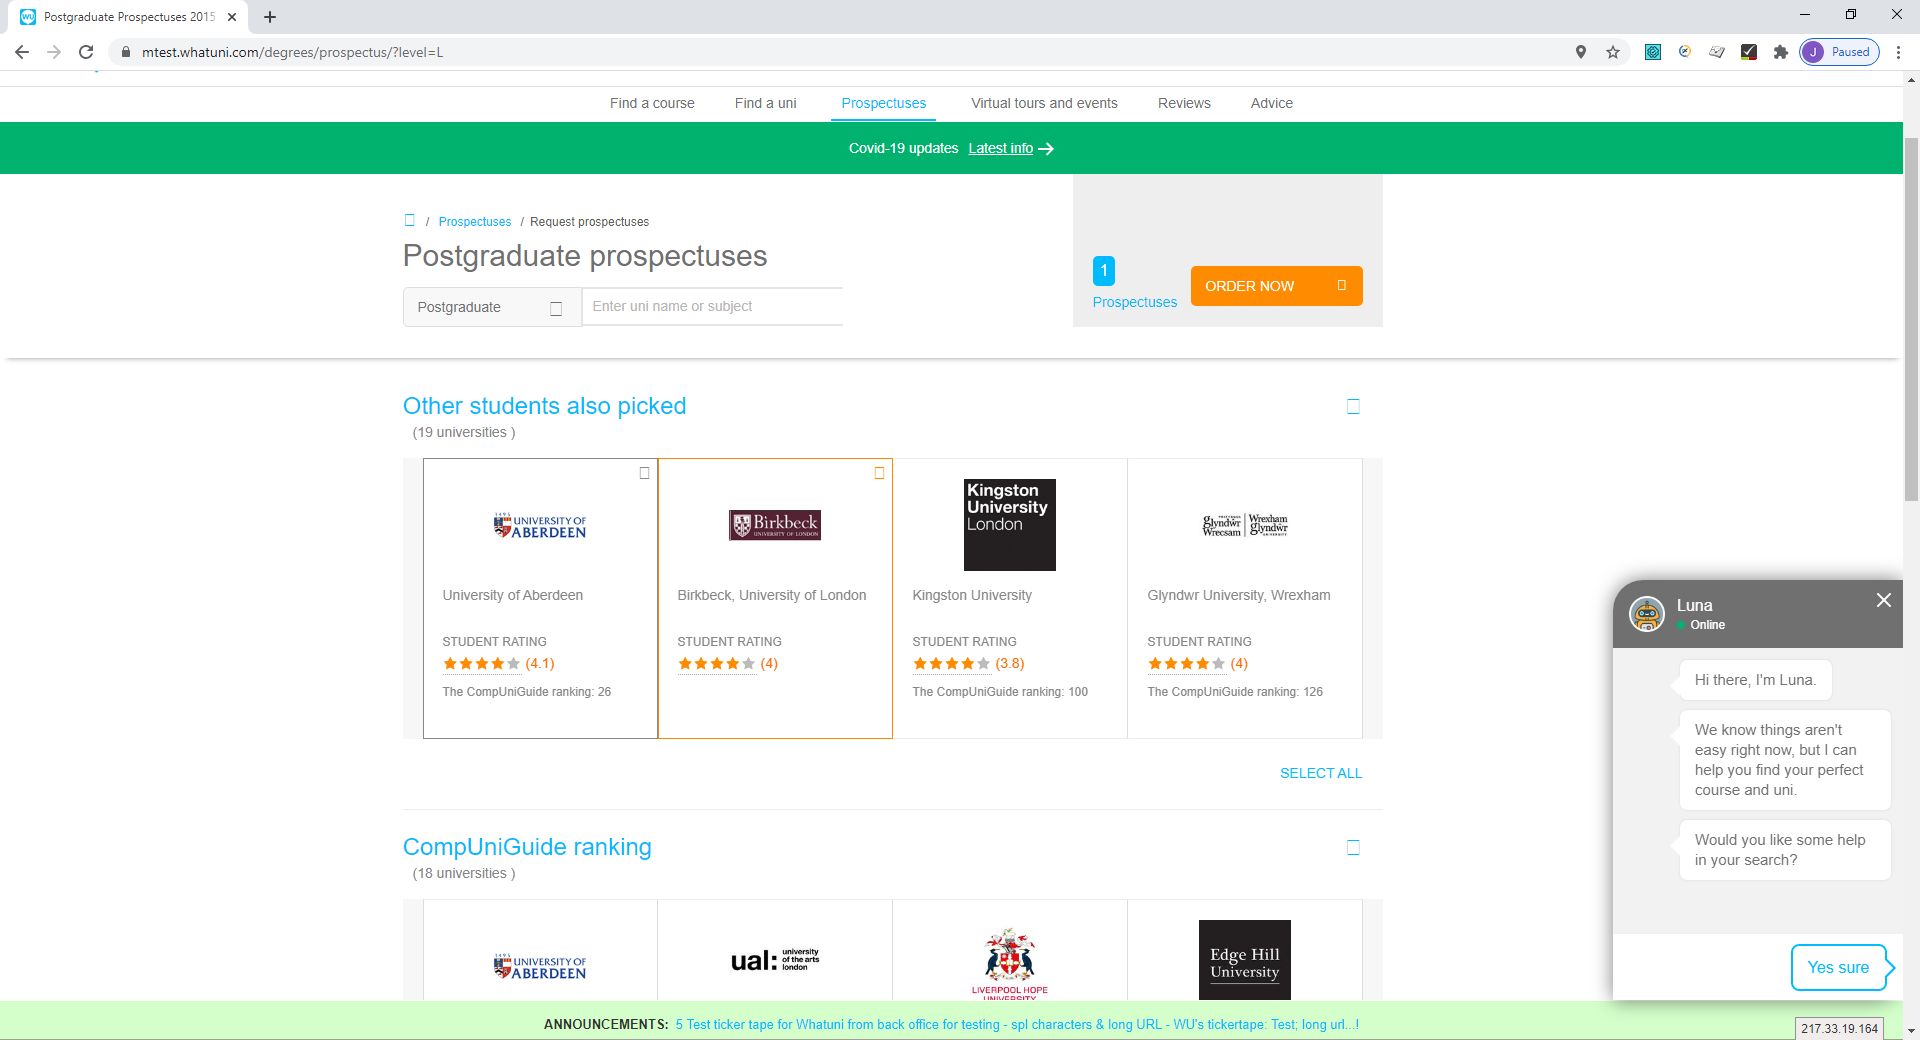 Postgraduate Prospectuses 2015
mtest.whatuni.com/degrees/prospectus/?level=L
J Paused
Find a course
Find a uni
Prospectuses
Virtual tours and events
Reviews
Advice
Covid-19 updates Latest info
/ Prospectuses / Request prospectuses
Postgraduate prospectuses
Postgraduate
Enter uni name or subject
1
Prospectuses
ORDER NOW
Other students also picked
(19 universities )
1495
UNIVERSITY OF
ABERDEEN
University of Aberdeen
STUDENT RATING
(4.1)
The CompUniGuide ranking: 26
Birkbeck
UNIVERSITY OF LONDON
Birkbeck, University of London
STUDENT RATING
(4)
Kingston
University
London
Kingston University
STUDENT RATING
(3.8)
The CompUniGuide ranking: 100
glyndŵr Wrexham
Wrecsam glyndŵr
Glyndwr University, Wrexham
STUDENT RATING
(4)
The CompUniGuide ranking: 126
SELECT ALL
CompUniGuide ranking
(18 universities )
1495
UNIVERSITY OF
ABERDEEN
ual:
university
of the arts
london
LIVERPOOL HOPE
UNIVERSITY
Edge Hill
University
Luna
Online
Hi there, I'm Luna.
We know things aren't
easy right now, but I can
help you find your perfect
course and uni.
Would you like some help
in your search?
Yes sure
ANNOUNCEMENTS: 5 Test ticker tape for Whatuni from back office for testing - spl characters & long URL - WU's tickertape: Test; long url...!
217.33.19.164